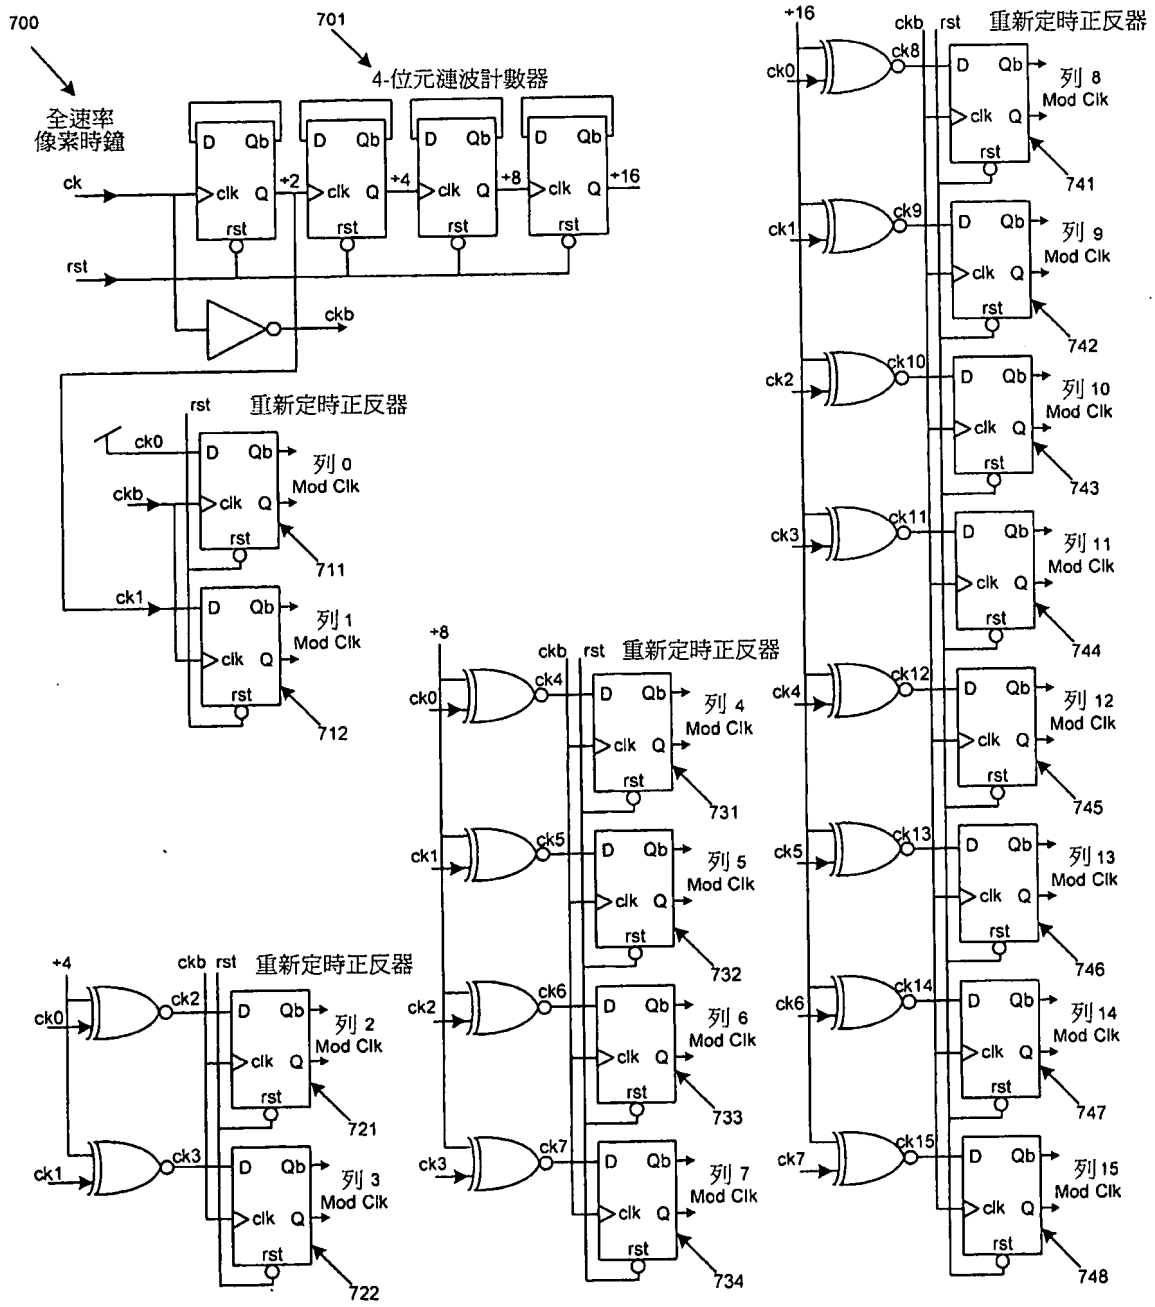 700
701
全速率
像素時鐘
4-位元漣波計數器
D Qb
clk Q
rst
÷2
D Qb
clk Q
rst
÷4
D Qb
clk Q
rst
÷8
D Qb
clk Q
rst
÷16
ck
rst
ckb
rst
重新定時正反器
ck0
D Qb
clk Q
rst
列 0
Mod Clk
711
ckb
ck1
D Qb
clk Q
rst
列 1
Mod Clk
712
÷4
ckb rst
重新定時正反器
ck0
ck2
D Qb
clk Q
rst
列 2
Mod Clk
721
ck1
ck3
D Qb
clk Q
rst
列 3
Mod Clk
722
÷8
ckb rst
重新定時正反器
ck0
ck4
D Qb
clk Q
rst
列 4
Mod Clk
731
ck1
ck5
D Qb
clk Q
rst
列 5
Mod Clk
732
ck2
ck6
D Qb
clk Q
rst
列 6
Mod Clk
733
ck3
ck7
D Qb
clk Q
rst
列 7
Mod Clk
734
÷16
ckb rst
重新定時正反器
ck0
ck8
D Qb
clk Q
rst
列 8
Mod Clk
741
ck1
ck9
D Qb
clk Q
rst
列 9
Mod Clk
742
ck2
ck10
D Qb
clk Q
rst
列 10
Mod Clk
743
ck3
ck11
D Qb
clk Q
rst
列 11
Mod Clk
744
ck4
ck12
D Qb
clk Q
rst
列 12
Mod Clk
745
ck5
ck13
D Qb
clk Q
rst
列 13
Mod Clk
746
ck6
ck14
D Qb
clk Q
rst
列 14
Mod Clk
747
ck7
ck15
D Qb
clk Q
rst
列 15
Mod Clk
748